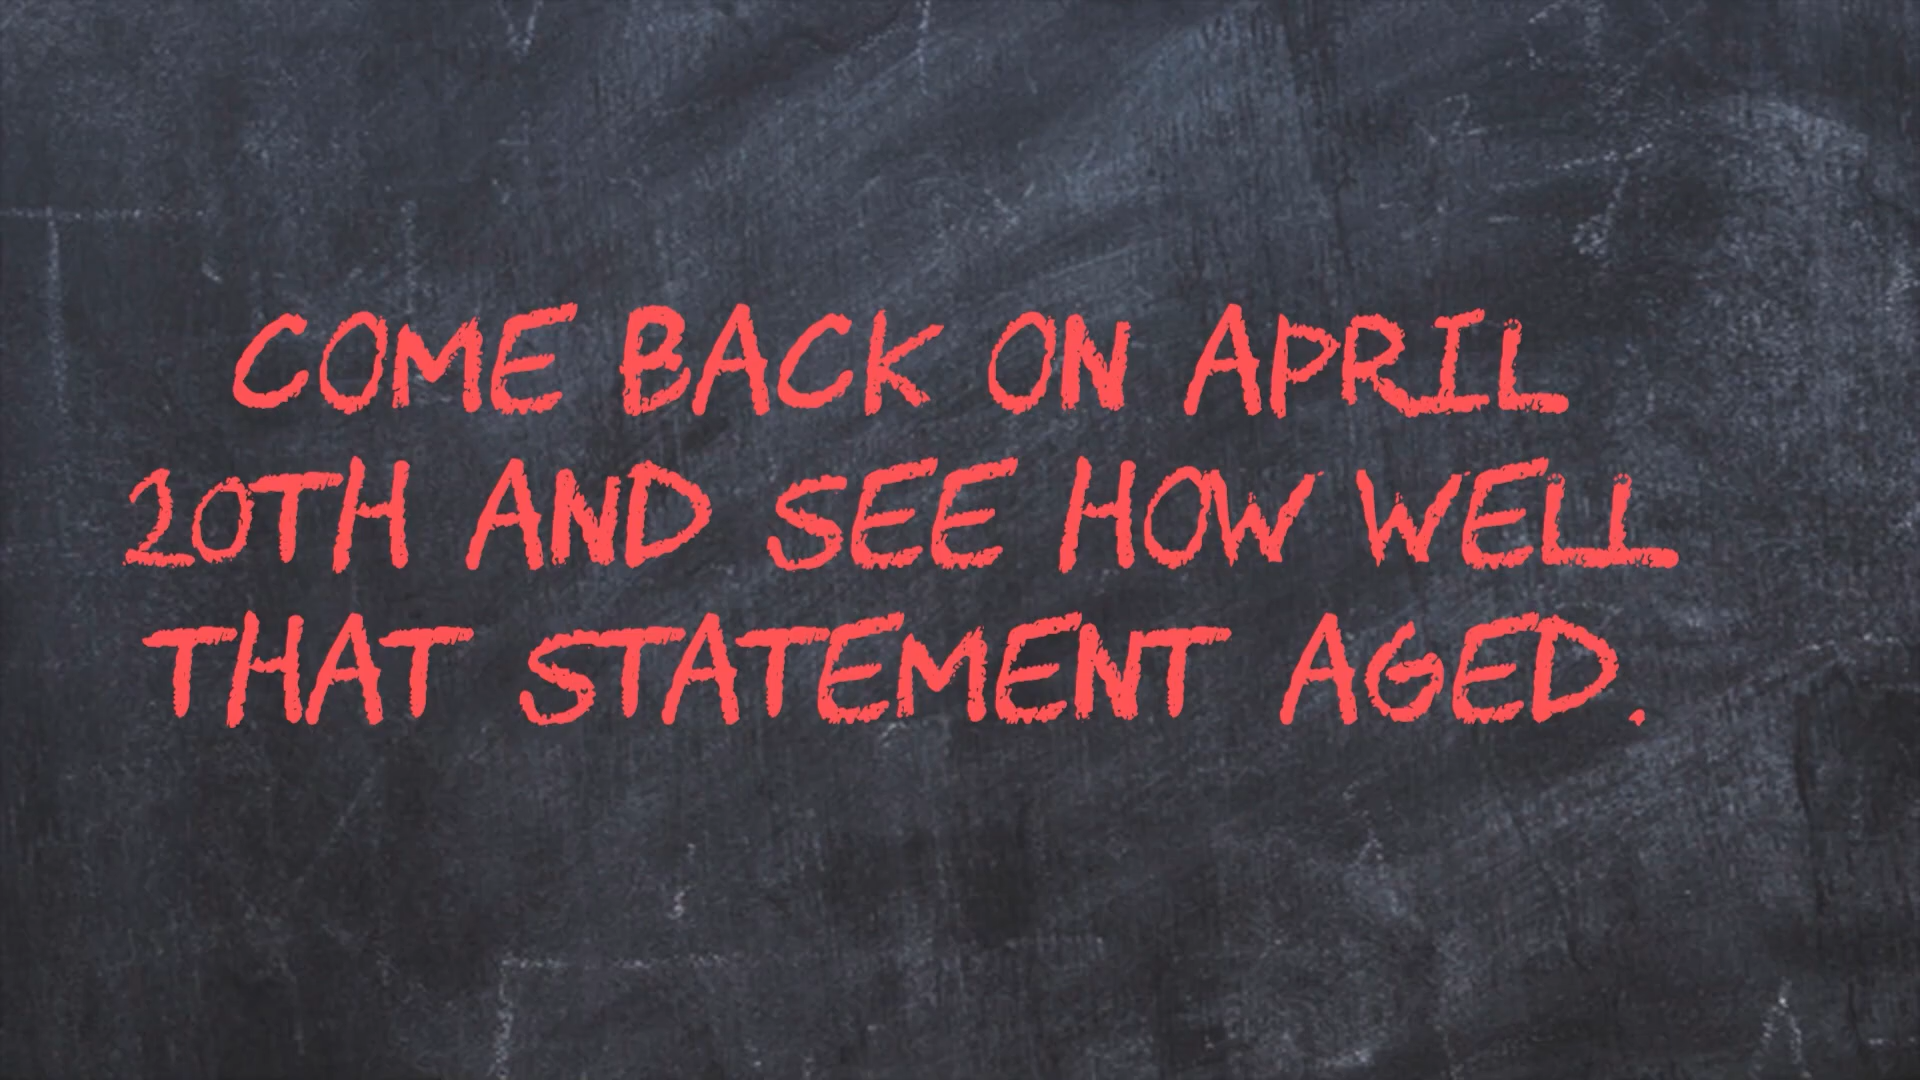 COME BACK ON APRIL
20TH AND SEE HOW WELL
THAT STATEMENT AGED.